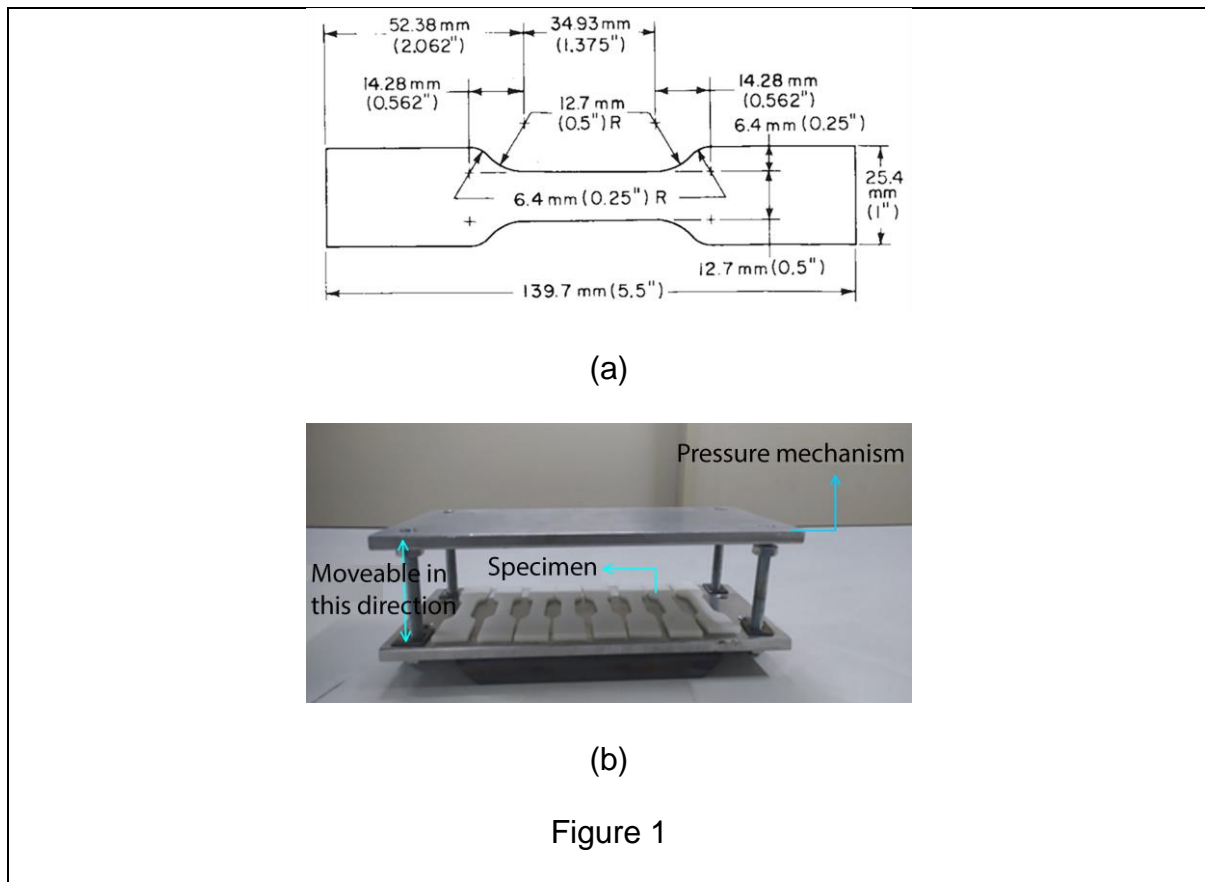 52.38 mm
(2.062")
34.93 mm
(1.375")
14.28 mm
(0.562")
12.7 mm
(0.5") R
14.28 mm
(0.562")
6.4 mm (0.25")
6.4 mm (0.25") R
25.4
mm
(1")
12.7 mm (0.5")
139.7 mm (5.5")
(a)
Pressure mechanism
Specimen
Moveable in
this direction
(b)
Figure 1